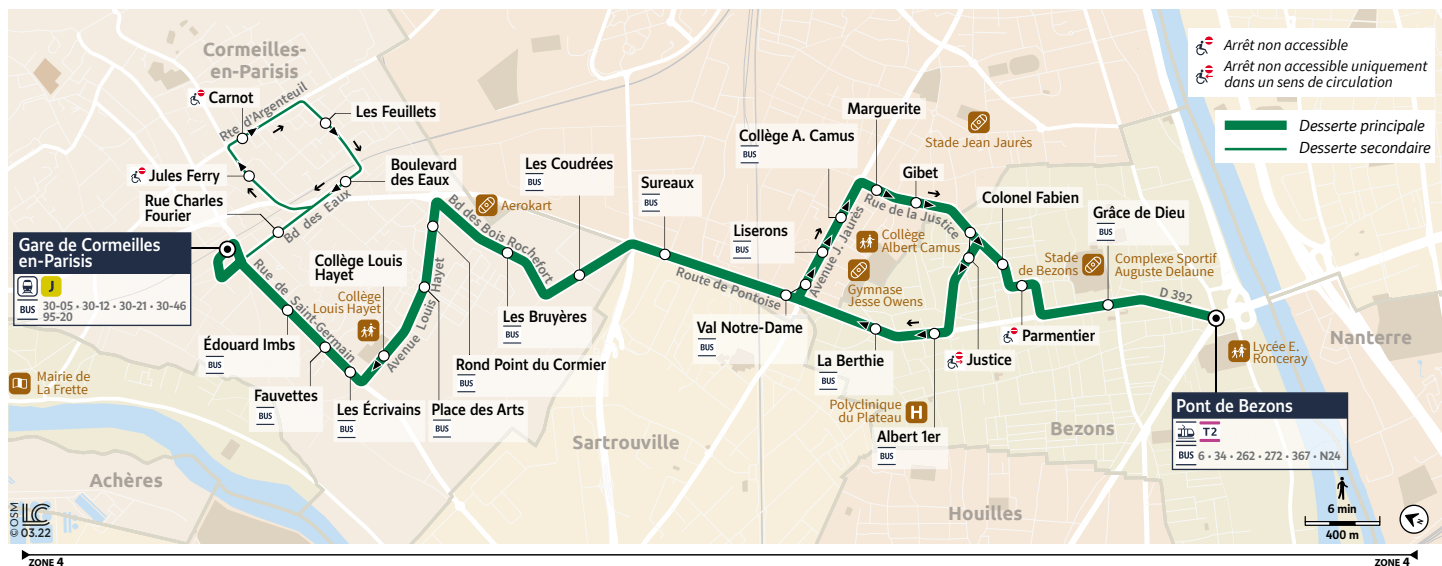 Arrêt non accessible
Arrêt non accessible uniquement
dans un sens de circulation
Desserte principale
Desserte secondaire
Cormeilles-
en-Parisis
Carnot
Rte d'Argenteuil
Les Feuillets
Jules Ferry
Boulevard
des Eaux
Rue Charles
Fourier
Bd des Eaux
Gare de Cormeilles
en-Parisis
J
BUS 30-05 • 30-12 • 30-21 • 30-46
95-20
Rue de Saint-Germain
Collège Louis
Hayet
BUS
Collège
Louis Hayet
Édouard Imbs
BUS
Fauvettes
BUS
Les Écrivains
BUS
Avenue Louis Hayet
Place des Arts
BUS
Rond Point du Cormier
BUS
Aerokart
Bd des Bois Rochefort
Les Bruyères
BUS
Les Coudrées
BUS
Sureaux
BUS
Route de Pontoise
Val Notre-Dame
BUS
Liserons
BUS
Collège A. Camus
BUS
Avenue J. Jaurès
Marguerite
Gibet
Rue de la Justice
Stade Jean Jaurès
Collège
Albert Camus
Gymnase
Jesse Owens
Colonel Fabien
Grâce de Dieu
BUS
Stade
de Bezons
Complexe Sportif
Auguste Delaune
D 392
Parmentier
Justice
La Berthie
BUS
Polyclinique
du Plateau
H
Albert 1er
BUS
Lycée E.
Ronceray
Nanterre
Pont de Bezons
T2
BUS 6 • 34 • 262 • 272 • 367 • N24
Mairie de
La Frette
Achères
Sartrouville
Bezons
Houilles
6 min
400 m
N
© OSM
LC
03.22
ZONE 4
ZONE 4